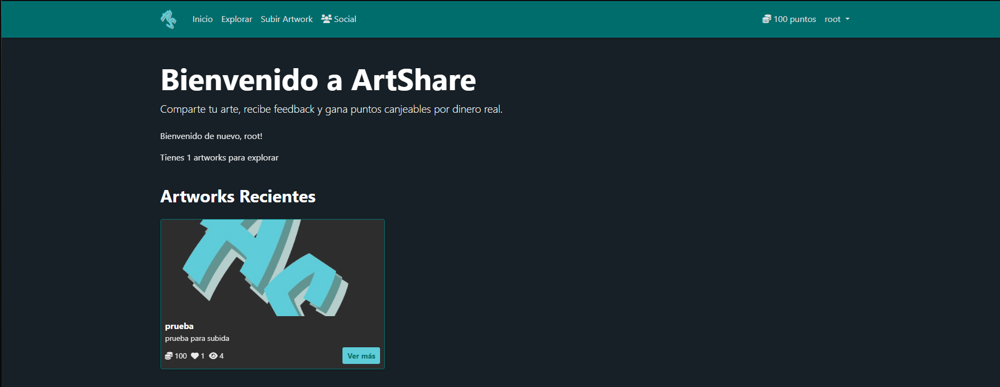 AS Inicio Explorar Subir Artwork Social 100 puntos root
Bienvenido a ArtShare
Comparte tu arte, recibe feedback y gana puntos canjeables por dinero real.
Bienvenido de nuevo, root!
Tienes 1 artworks para explorar
Artworks Recientes
prueba
prueba para subida
100 1 4 Ver más